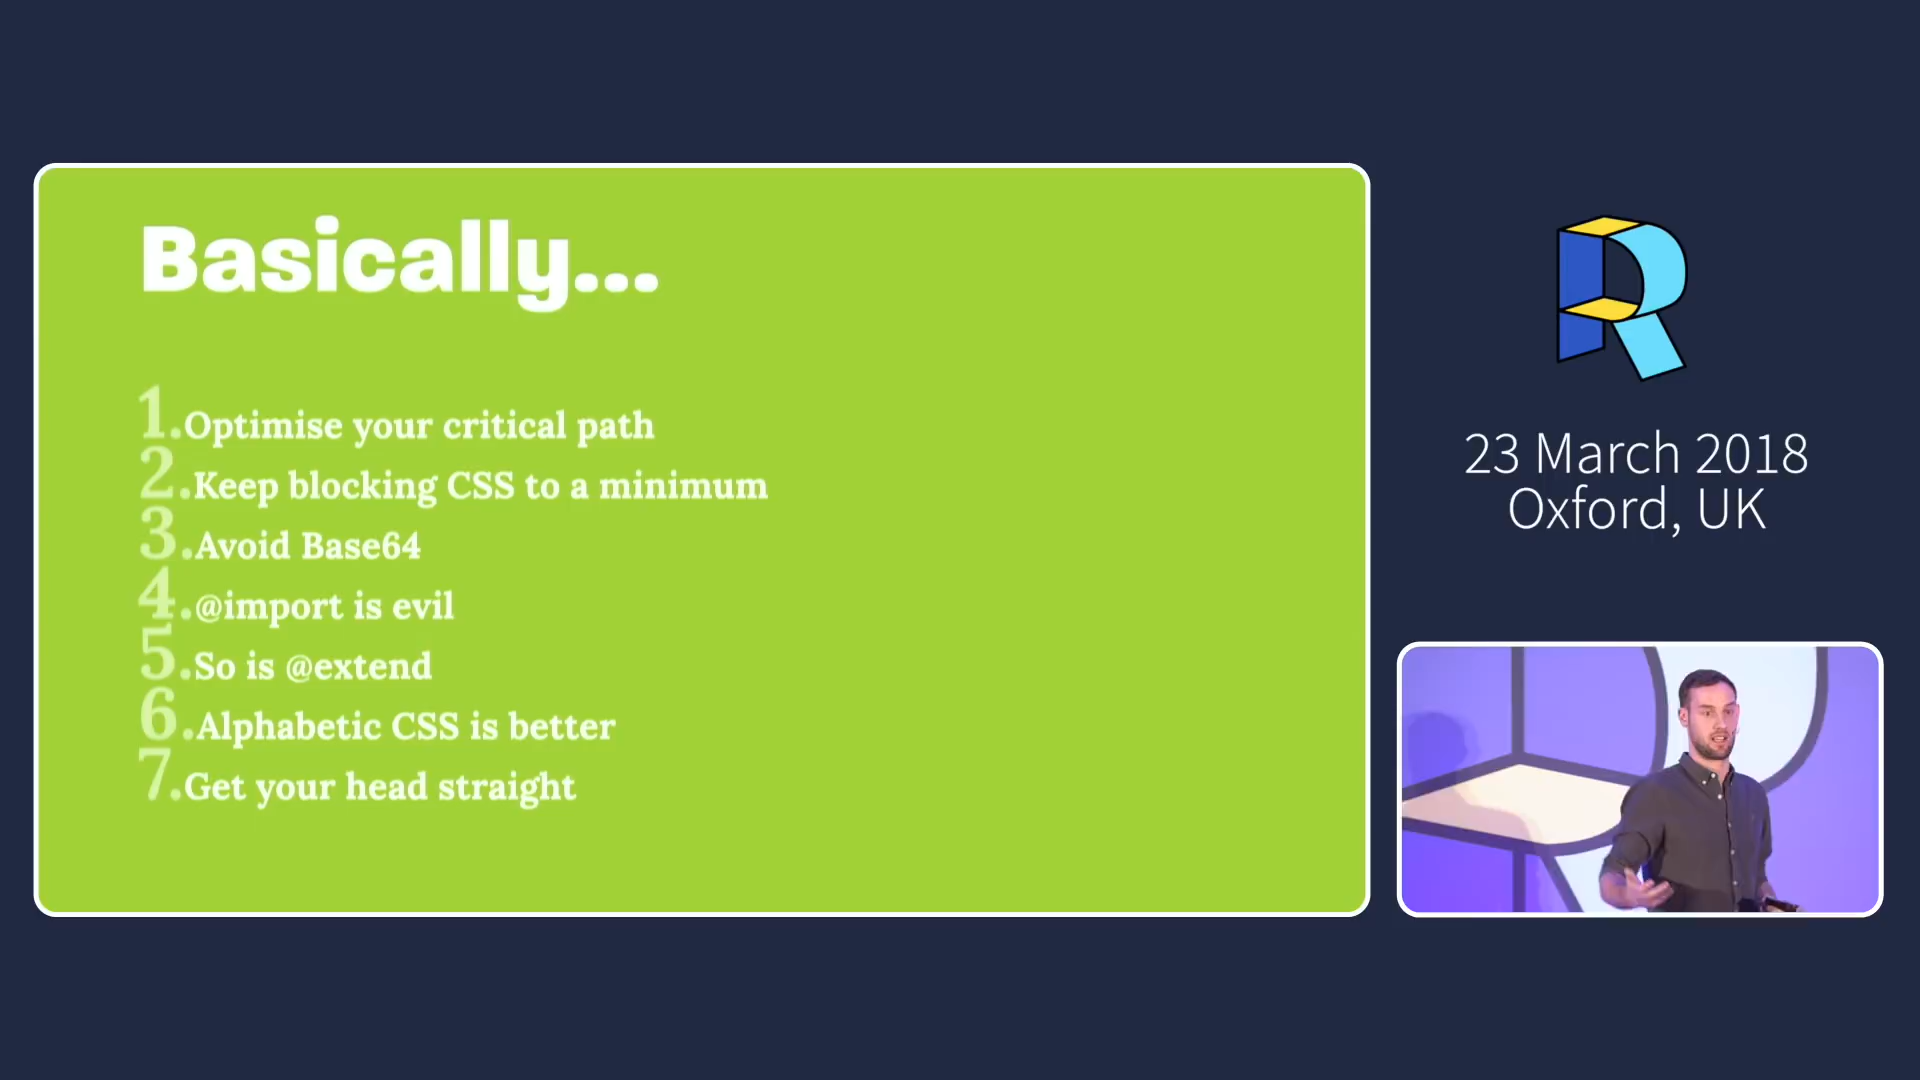 Basically...
1.Optimise your critical path
2.Keep blocking CSS to a minimum
3.Avoid Base64
4.@import is evil
5.So is @extend
6.Alphabetic CSS is better
7.Get your head straight
R
23 March 2018
Oxford, UK